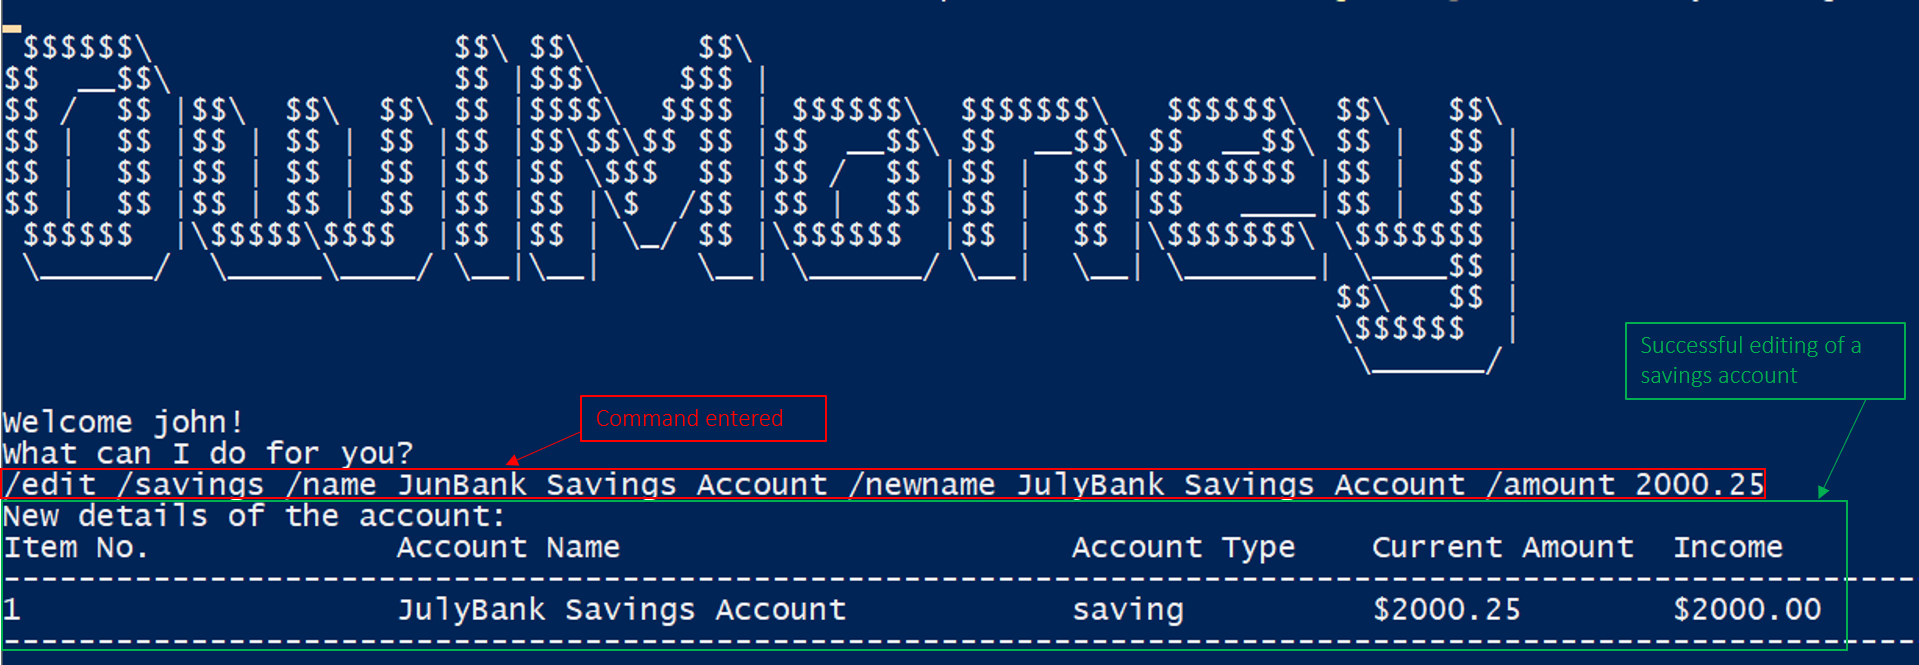 OwlMoney
Successful editing of a
savings account
Welcome john!
Command entered
What can I do for you?
/edit /savings /name JunBank Savings Account /newname JulyBank Savings Account /amount 2000.25
New details of the account:
Item No. Account Name Account Type Current Amount Income
1 JulyBank Savings Account saving $2000.25 $2000.00